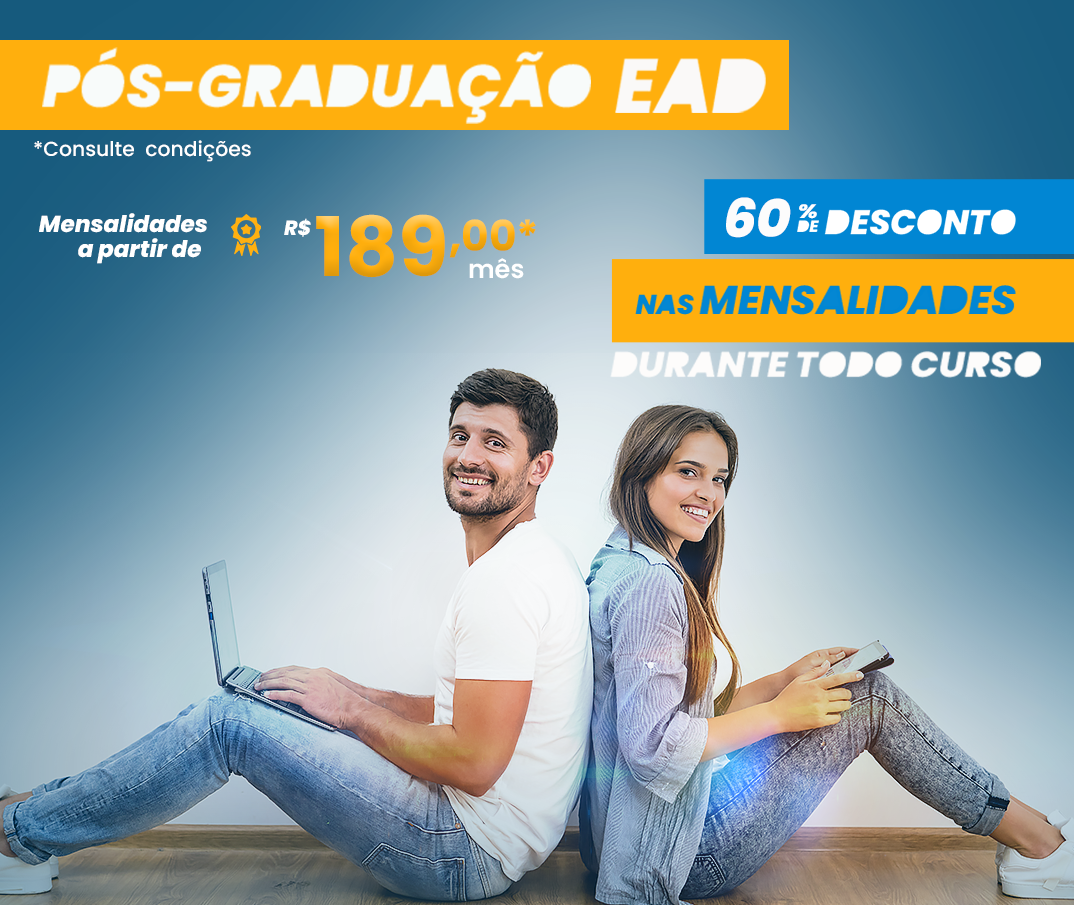 PÓS-GRADUAÇÃO EAD
*Consulte condições
Mensalidades
a partir de
R$ 189,00*
mês
60% DE DESCONTO
NAS MENSALIDADES
DURANTE TODO CURSO